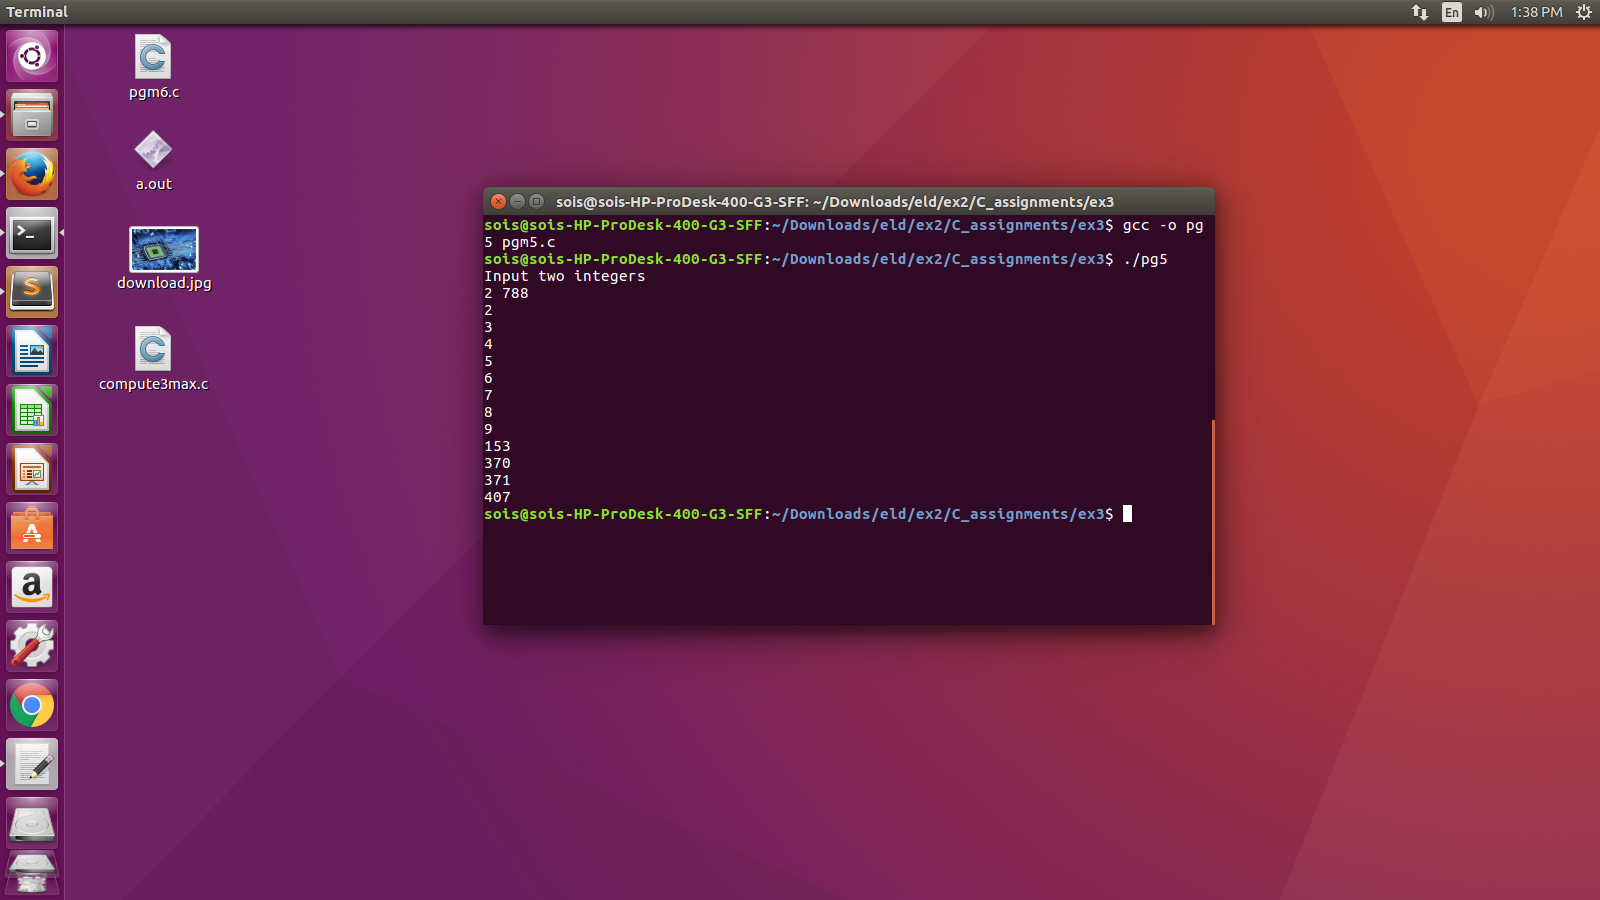 Terminal
En
1:38 PM
pgm6.c
a.out
download.jpg
compute3max.c
sois@sois-HP-ProDesk-400-G3-SFF: ~/Downloads/eld/ex2/C_assignments/ex3
sois@sois-HP-ProDesk-400-G3-SFF:~/Downloads/eld/ex2/C_assignments/ex3$ gcc -o pg
5 pgm5.c
sois@sois-HP-ProDesk-400-G3-SFF:~/Downloads/eld/ex2/C_assignments/ex3$ ./pg5
Input two integers
2 788
2
3
4
5
6
7
8
9
153
370
371
407
sois@sois-HP-ProDesk-400-G3-SFF:~/Downloads/eld/ex2/C_assignments/ex3$